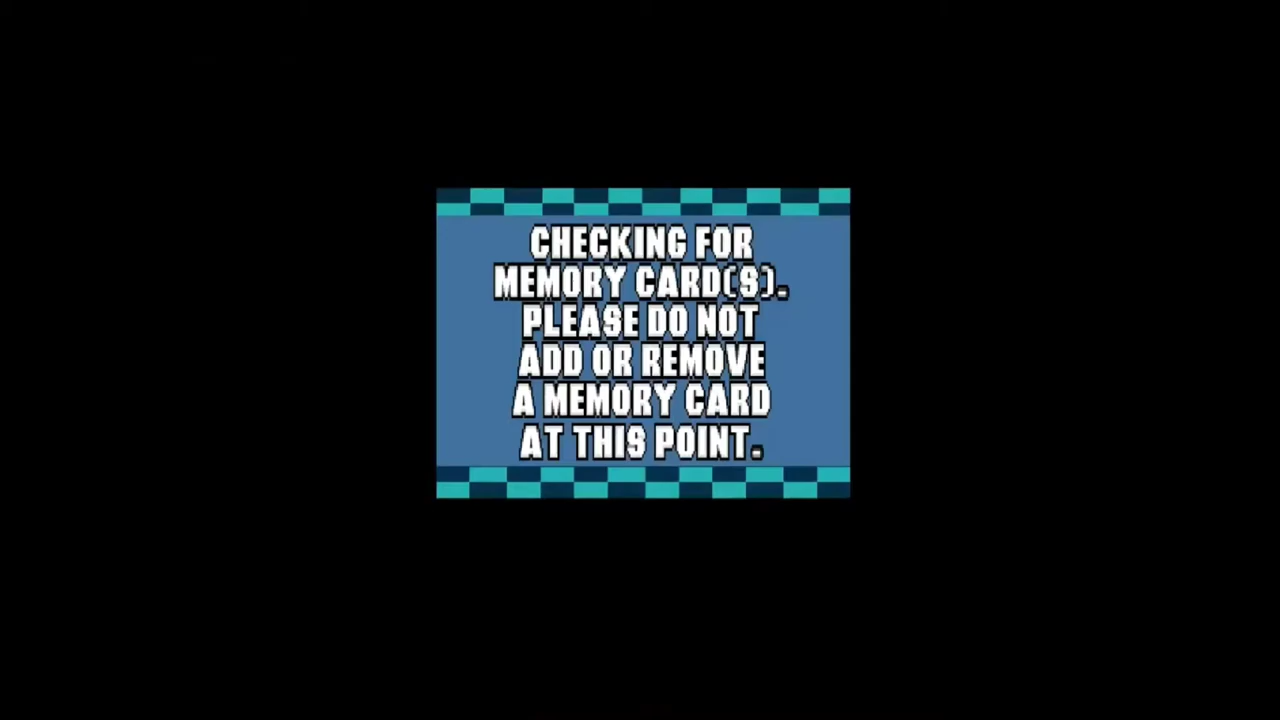 CHECKING FOR
MEMORY CARD(S).
PLEASE DO NOT
ADD OR REMOVE
A MEMORY CARD
AT THIS POINT.